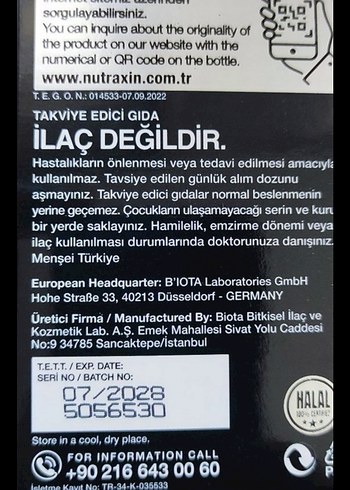 sorgulayabilirsiniz.
You can inquire about the originality of
the product on our website with the
numerical or QR code on the bottle.
www.nutraxin.com.tr
T. E. G. O. N.: 014533-07.09.2022
TAKVİYE EDİCİ GIDA
İLAÇ DEĞİLDİR.
Hastalıkların önlenmesi veya tedavi edilmesi amacıyla
kullanılmaz. Tavsiye edilen günlük alım dozunu
aşmayınız. Takviye edici gıdalar normal beslenmenin
yerine geçemez. Çocukların ulaşamayacağı serin ve kuru
bir yerde saklayınız. Hamilelik, emzirme dönemi veya
ilaç kullanılması durumlarında doktorunuza danışınız.
Menşei Türkiye
European Headquarter: B'IOTA Laboratories GmbH
Hohe Straße 33, 40213 Düsseldorf - GERMANY
Üretici Firma / Manufactured By: Biota Bitkisel İlaç ve
Kozmetik Lab. A.Ş. Emek Mahallesi Sivat Yolu Caddesi
No:9 34785 Sancaktepe/İstanbul
T.E.T.T. / EXP. DATE:
SERİ NO / BATCH NO:
07/2028
5056530
HALAL
Store in a cool, dry place.
FOR INFORMATION CALL
+90 216 643 00 60
İşletme Kayıt No: TR-34-K-035533